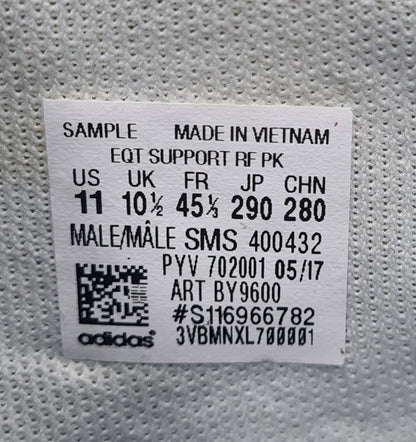 SAMPLE MADE IN VIETNAM
EQT SUPPORT RF PK
US UK FR JP CHN
11 10½ 45⅓ 290 280
MALE/MÂLE SMS 400432
PYV 702001 05/17
ART BY9600
#S116966782
adidas 3VBMNXL700001